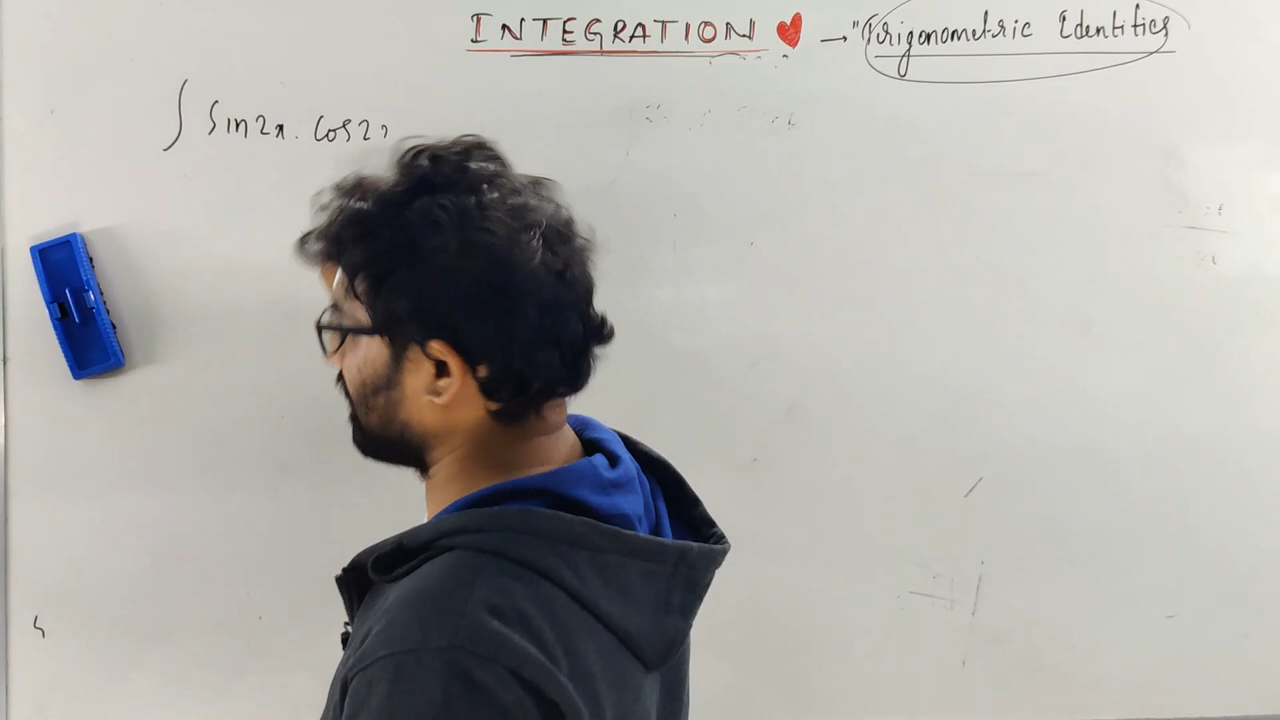 INTEGRATION ❤ → "Trigonometric Identities
∫ Sin2x. Cos2